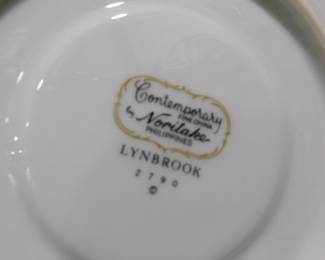 Contemporary
FINE CHINA
by Noritake
PHILIPPINES
LYNBROOK
2790
©